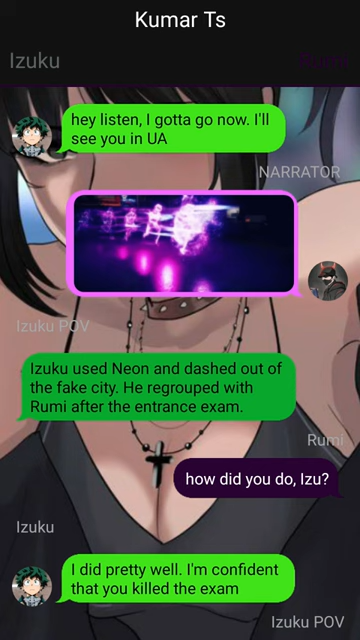 Kumar Ts
Izuku
hey listen, I gotta go now. I'll
see you in UA
NARRATOR
Izuku POV
Izuku used Neon and dashed out of
the fake city. He regrouped with
Rumi after the entrance exam.
Rumi
how did you do, Izu?
Izuku
I did pretty well. I'm confident
that you killed the exam
Izuku POV